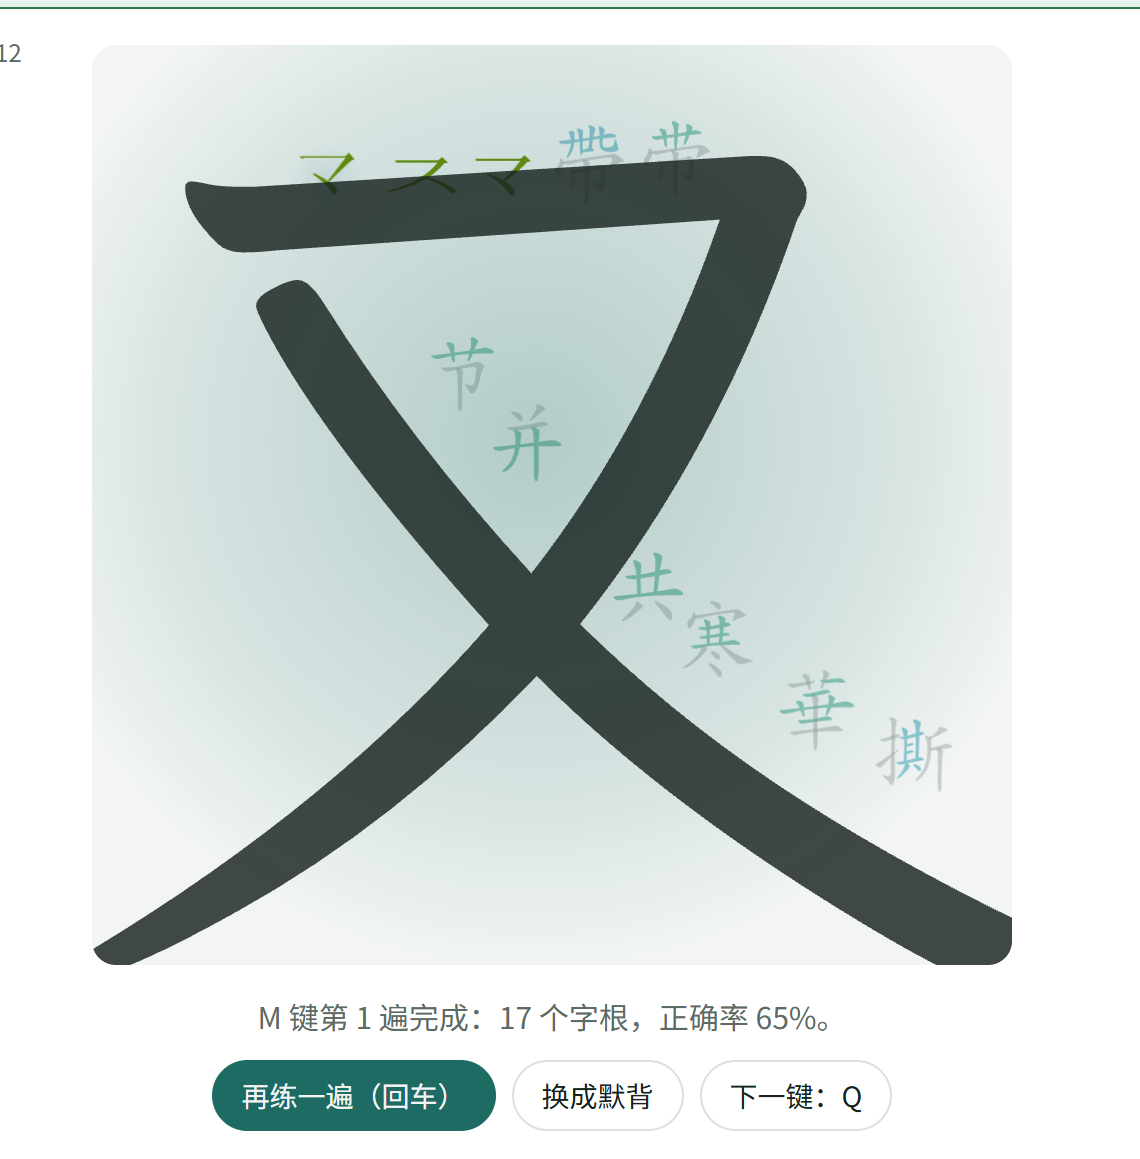 12
マ ス マ 帶 带
又
节
并
共
寒
華
撕
M 键第 1 遍完成：17 个字根，正确率 65%。
再练一遍（回车） 换成默背 下一键：Q